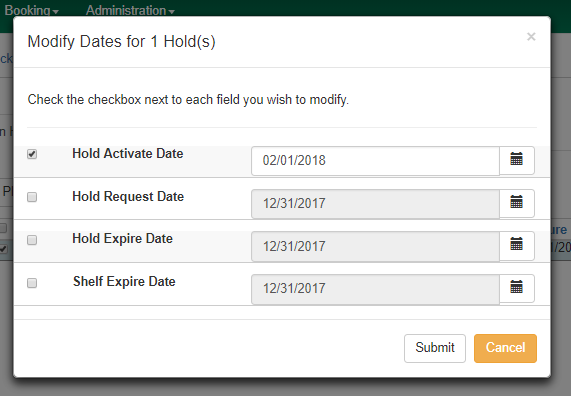 Booking Administration
Modify Dates for 1 Hold(s) ×
Check the checkbox next to each field you wish to modify.
Hold Activate Date 02/01/2018
Hold Request Date 12/31/2017
Hold Expire Date 12/31/2017
Shelf Expire Date 12/31/2017
Submit Cancel